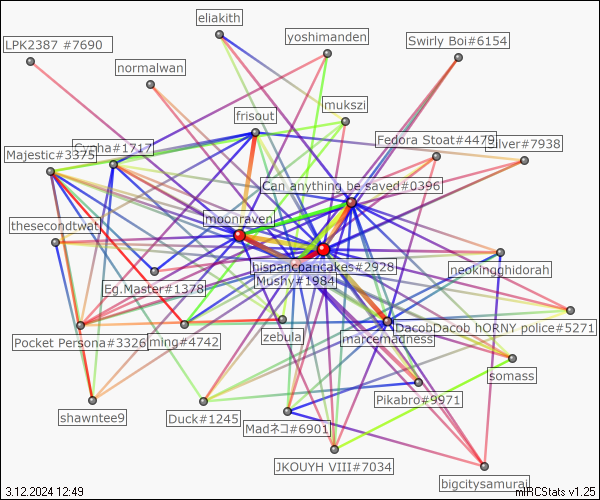 eliakith
yoshimanden
LPK2387 #7690
Swirly Boi#6154
normalwan
mukszi
frisout
Fedora Stoat#4479
Silver#7938
Cynha#1717
Majestic#3375
Can anything be saved#0396
moonraven
thesecondtwat
hispancoancakes#2928
neokingghidorah
Mushy#1984
Eg.Master#1378
DacobDacob hORNY police#5271
Pocket Persona#3326
ming#4742
zebula
marcemadness
somass
Pikabro#9971
shawntee9
Duck#1245
Madネコ#6901
JKOUYH VIII#7034
bigcitysamurai
3.12.2024 12:49
mIRCStats v1.25